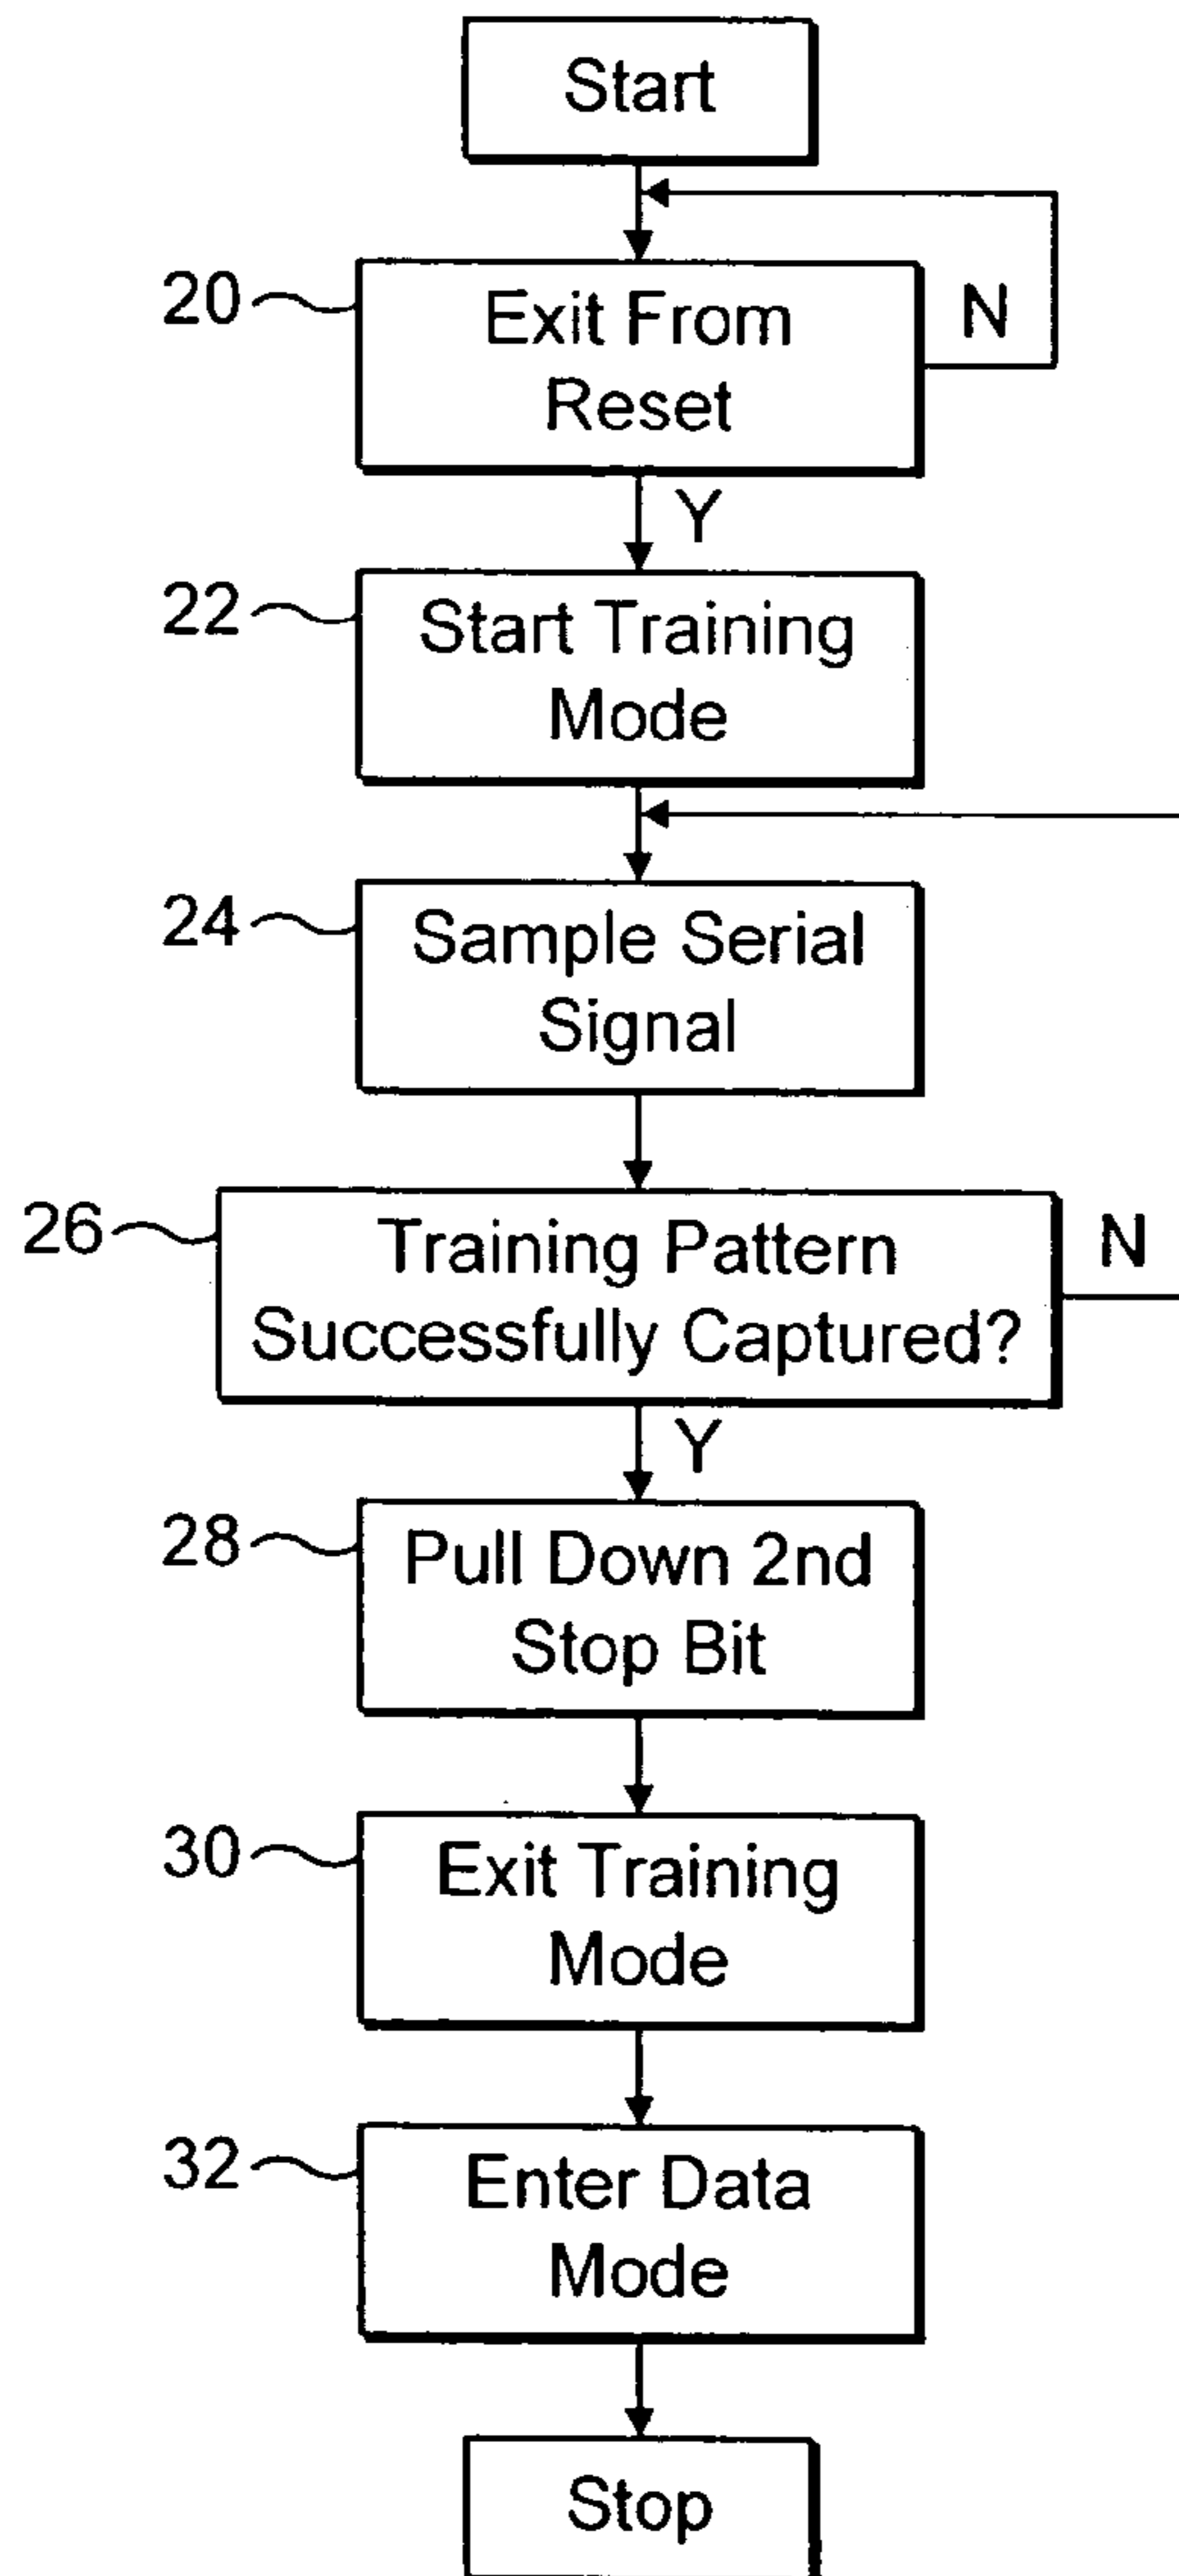 Start
20
Exit From
Reset
N
Y
22
Start Training
Mode
24
Sample Serial
Signal
26
Training Pattern
Successfully Captured?
N
Y
28
Pull Down 2nd
Stop Bit
30
Exit Training
Mode
32
Enter Data
Mode
Stop